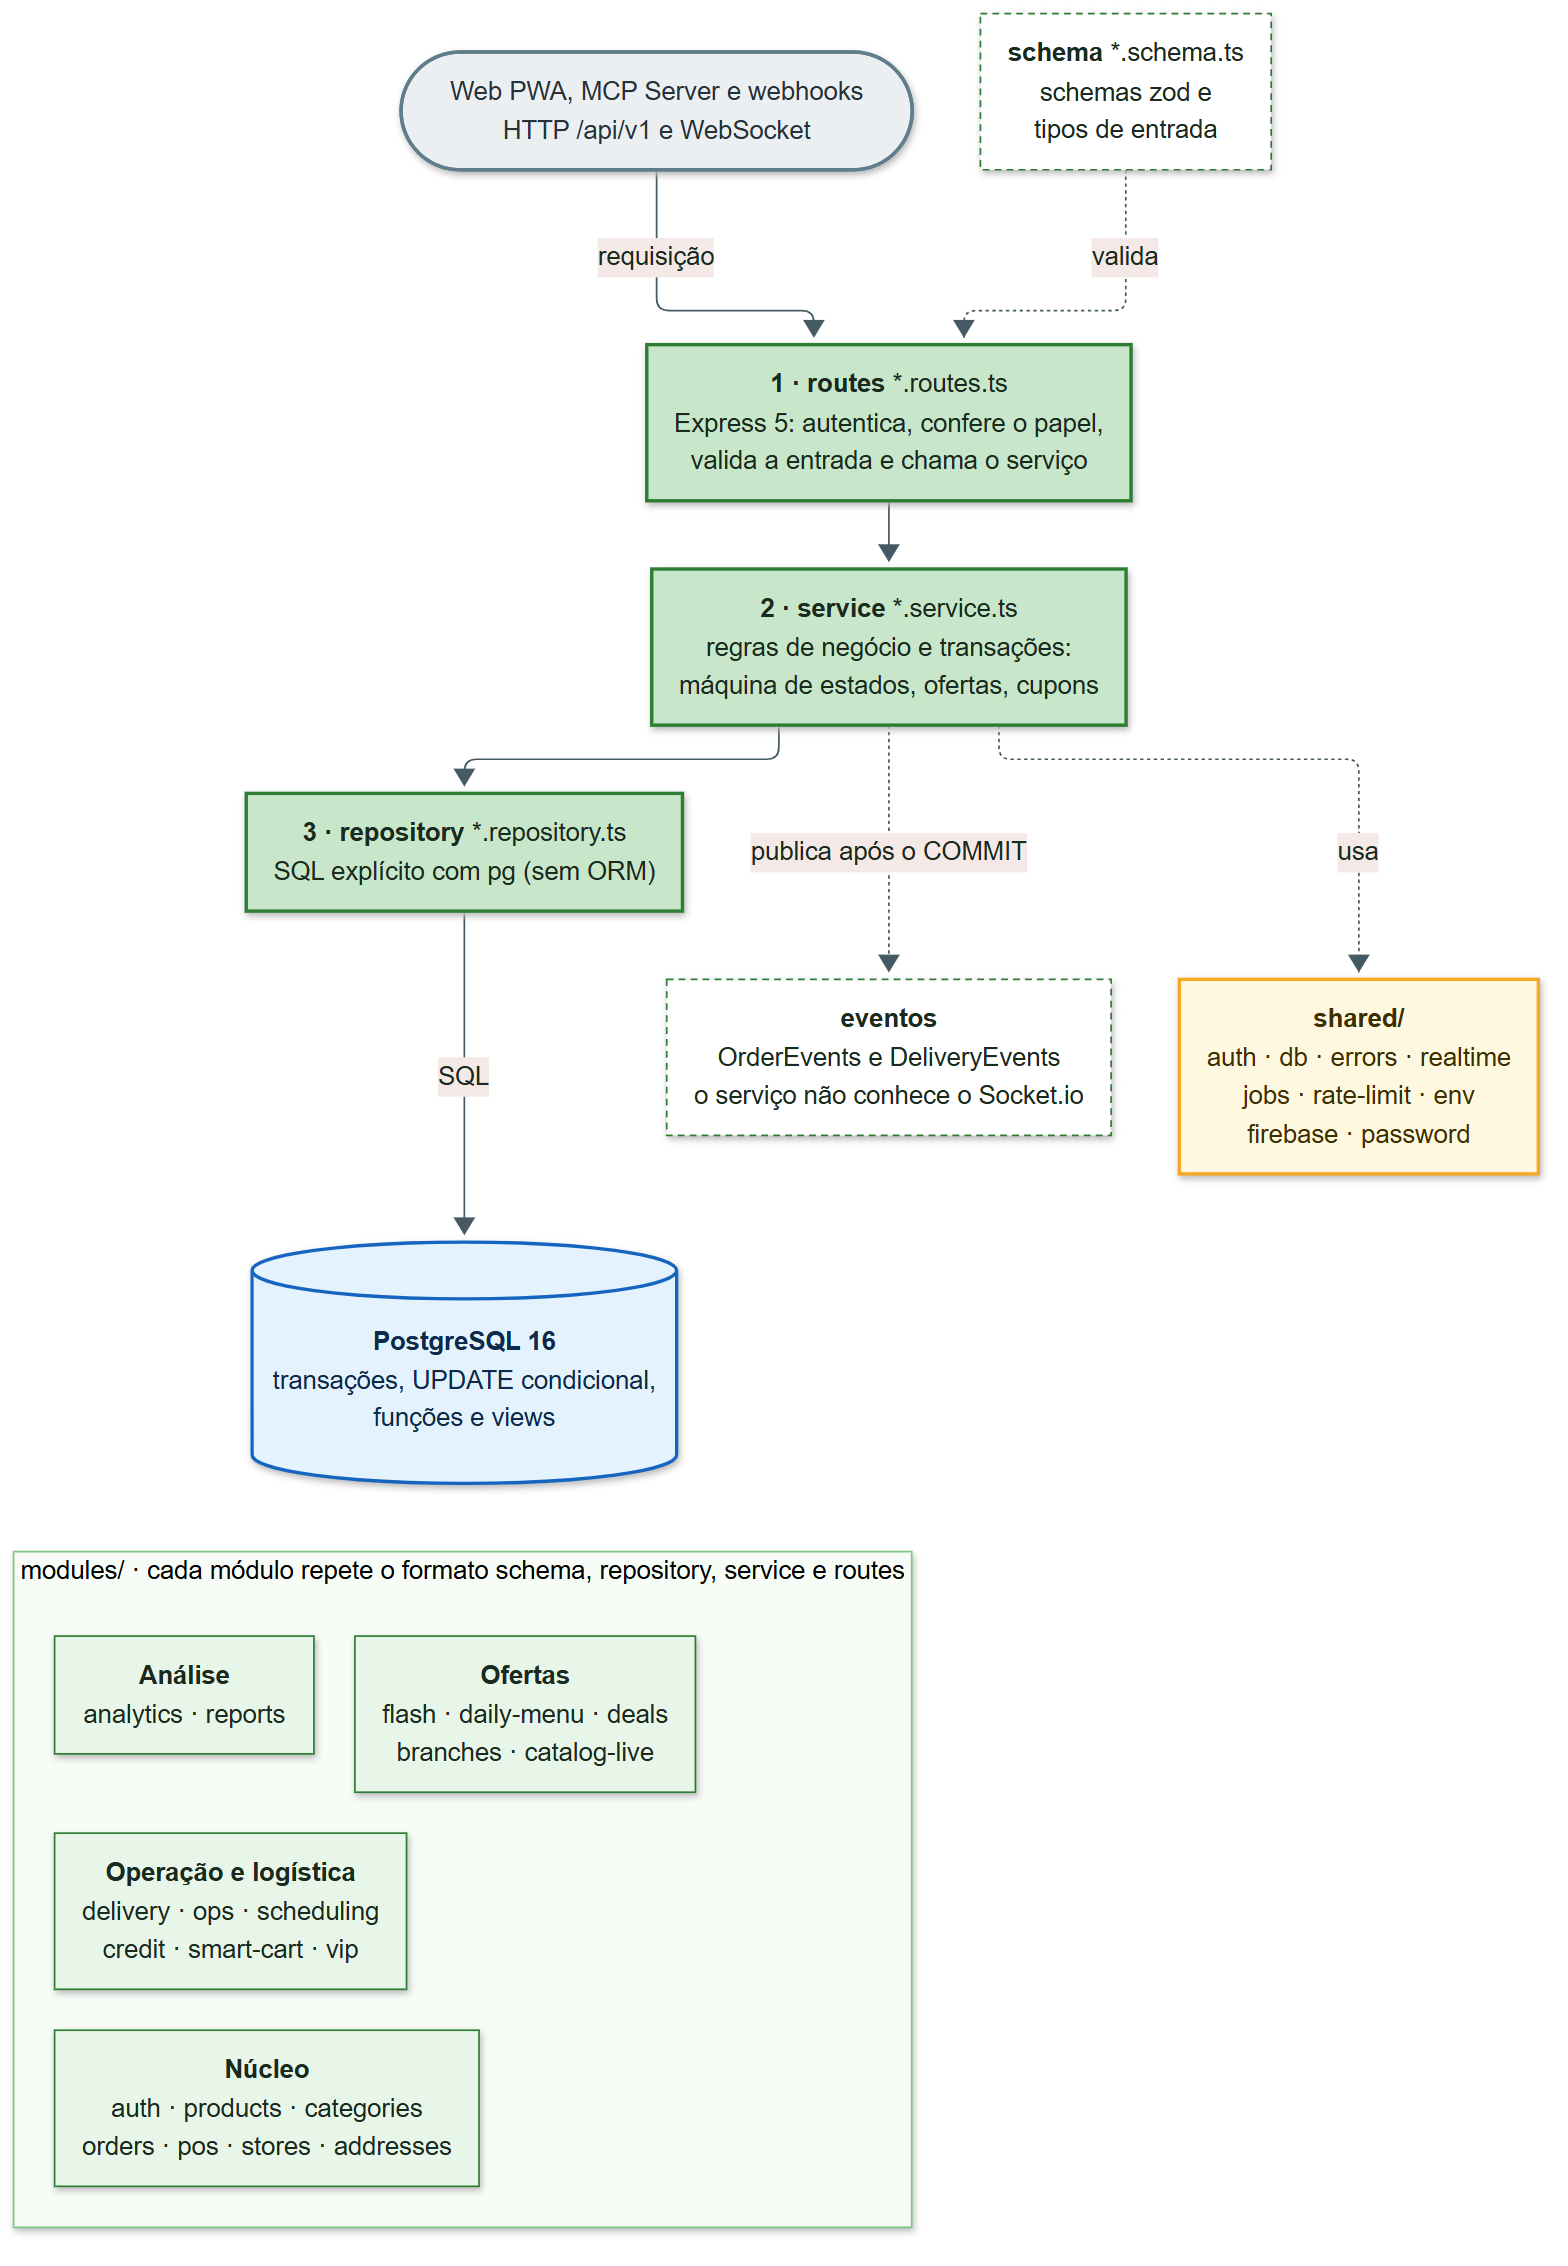 Web PWA, MCP Server e webhooks
HTTP /api/v1 e WebSocket
schema *.schema.ts
schemas zod e
tipos de entrada
requisição
valida
1 · routes *.routes.ts
Express 5: autentica, confere o papel,
valida a entrada e chama o serviço
2 · service *.service.ts
regras de negócio e transações:
máquina de estados, ofertas, cupons
3 · repository *.repository.ts
SQL explícito com pg (sem ORM)
publica após o COMMIT
usa
eventos
OrderEvents e DeliveryEvents
o serviço não conhece o Socket.io
shared/
auth · db · errors · realtime
jobs · rate-limit · env
firebase · password
SQL
PostgreSQL 16
transações, UPDATE condicional,
funções e views
modules/ · cada módulo repete o formato schema, repository, service e routes
Análise
analytics · reports
Ofertas
flash · daily-menu · deals
branches · catalog-live
Operação e logística
delivery · ops · scheduling
credit · smart-cart · vip
Núcleo
auth · products · categories
orders · pos · stores · addresses